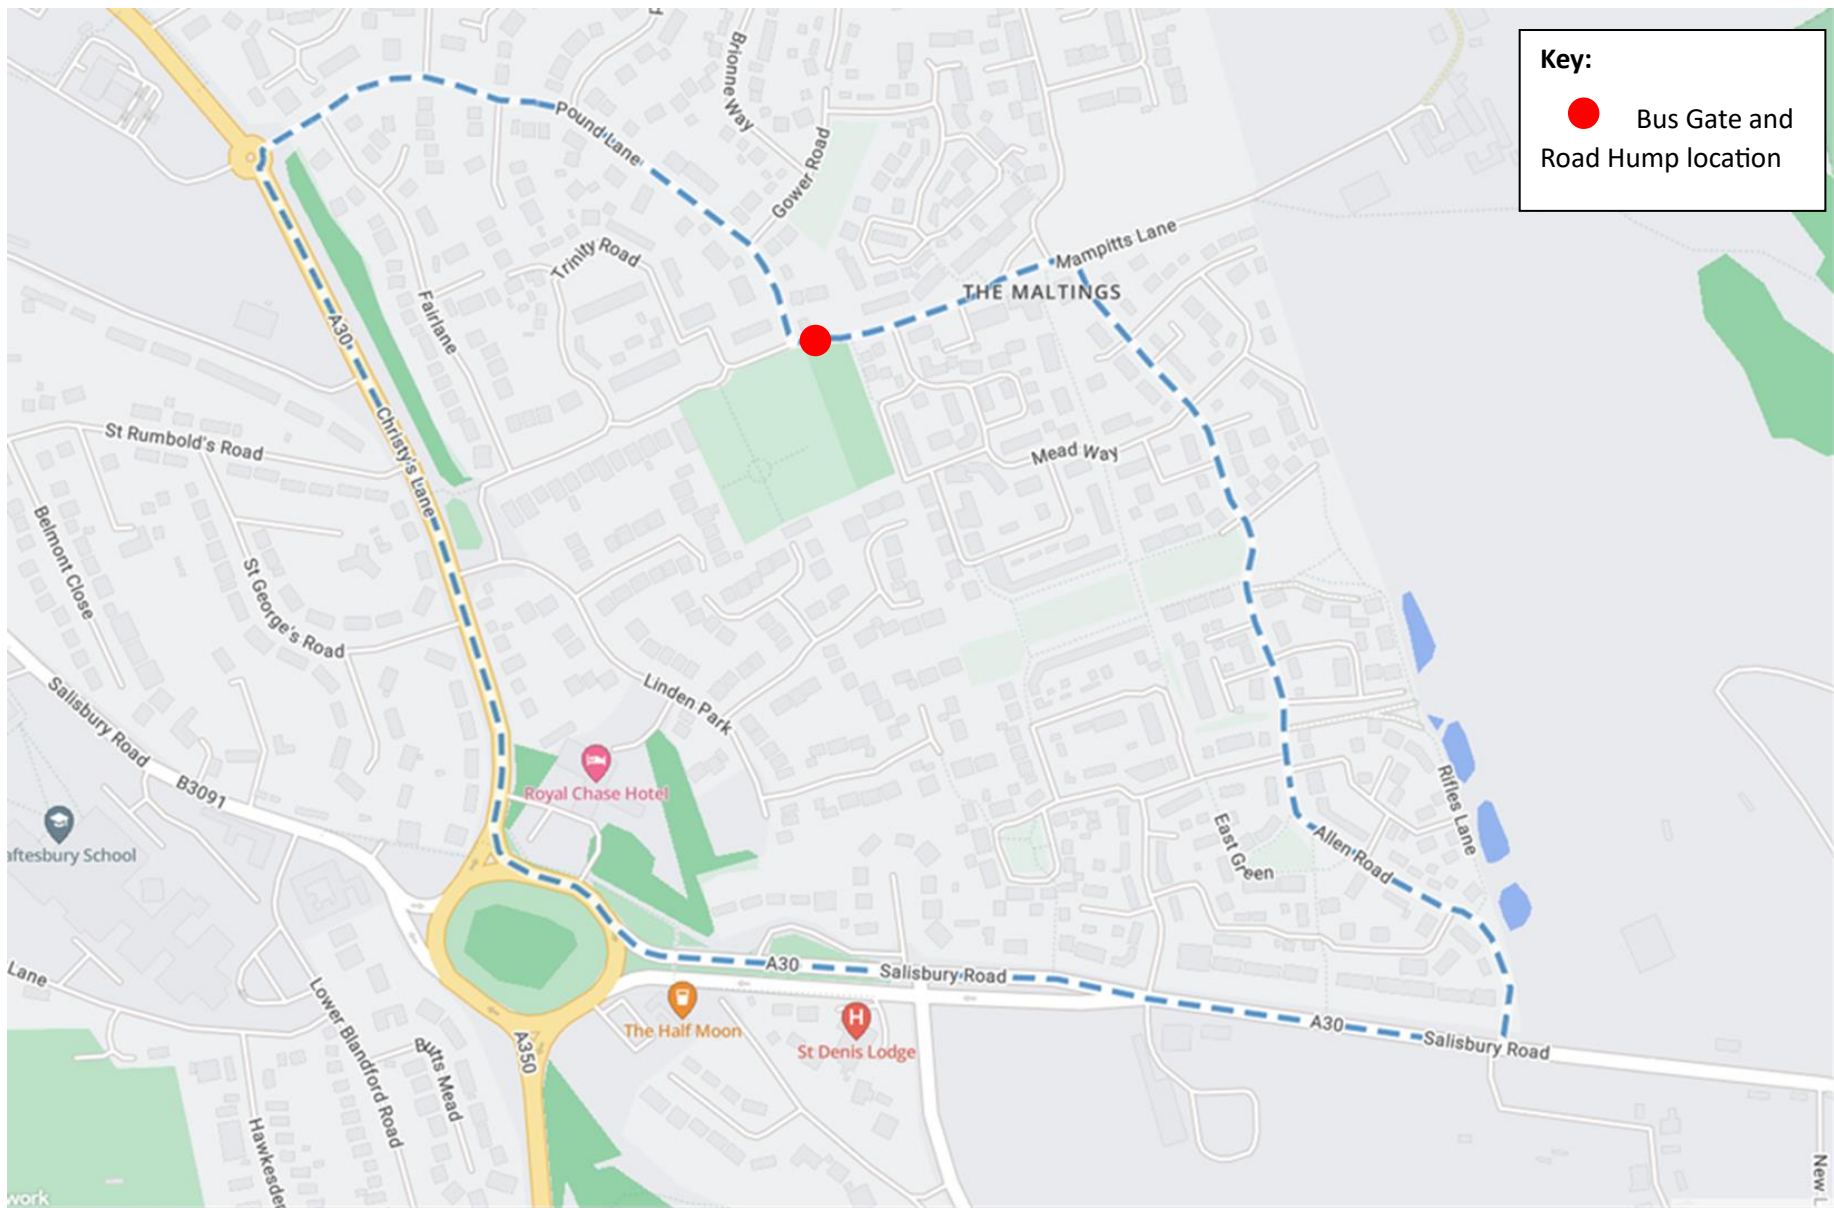 Key:
Bus Gate and
Road Hump location
Brionne Way
Pound Lane
Gower Road
Mampitts Lane
THE MALTINGS
Trinity Road
Fairlane
A30
Christy's Lane
St Rumbold's Road
Mead Way
Belmont Close
St George's Road
Linden Park
Salisbury Road
B3091
Royal Chase Hotel
Rifles Lane
East Green
Allen Road
aftesbury School
A30
Salisbury Road
Lane
The Half Moon
St Denis Lodge
A30
Salisbury Road
Lower Blandford Road
Butts Mead
A350
Hawkesde
New L
work